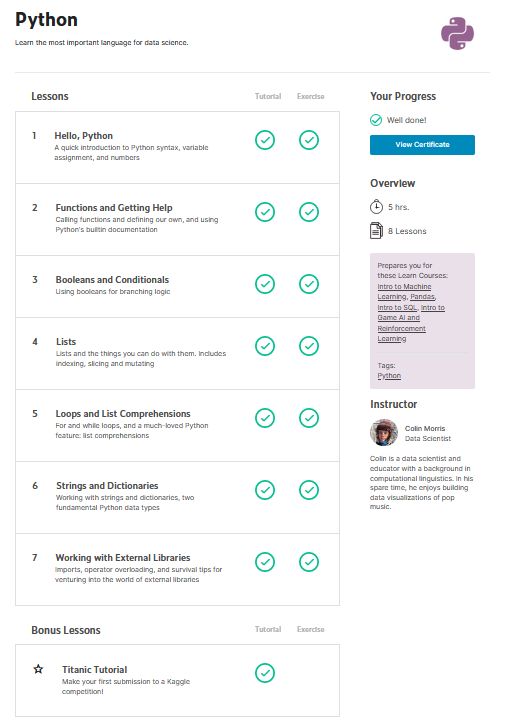 Python
Learn the most important language for data science.
Lessons
Tutorial Exercise
1 Hello, Python
A quick introduction to Python syntax, variable
assignment, and numbers
2 Functions and Getting Help
Calling functions and defining our own, and using
Python's builtin documentation
3 Booleans and Conditionals
Using booleans for branching logic
4 Lists
Lists and the things you can do with them. Includes
indexing, slicing and mutating
5 Loops and List Comprehensions
For and while loops, and a much-loved Python
feature: list comprehensions
6 Strings and Dictionaries
Working with strings and dictionaries, two
fundamental Python data types
7 Working with External Libraries
Imports, operator overloading, and survival tips for
venturing into the world of external libraries
Bonus Lessons
Tutorial Exercise
Titanic Tutorial
Make your first submission to a Kaggle
competition!
Your Progress
Well done!
View Certificate
Overview
5 hrs.
8 Lessons
Prepares you for
these Learn Courses:
Intro to Machine
Learning, Pandas,
Intro to SQL, Intro to
Game AI and
Reinforcement
Learning
Tags:
Python
Instructor
Colin Morris
Data Scientist
Colin is a data scientist and
educator with a background in
computational linguistics. In his
spare time, he enjoys building
data visualizations of pop
music.